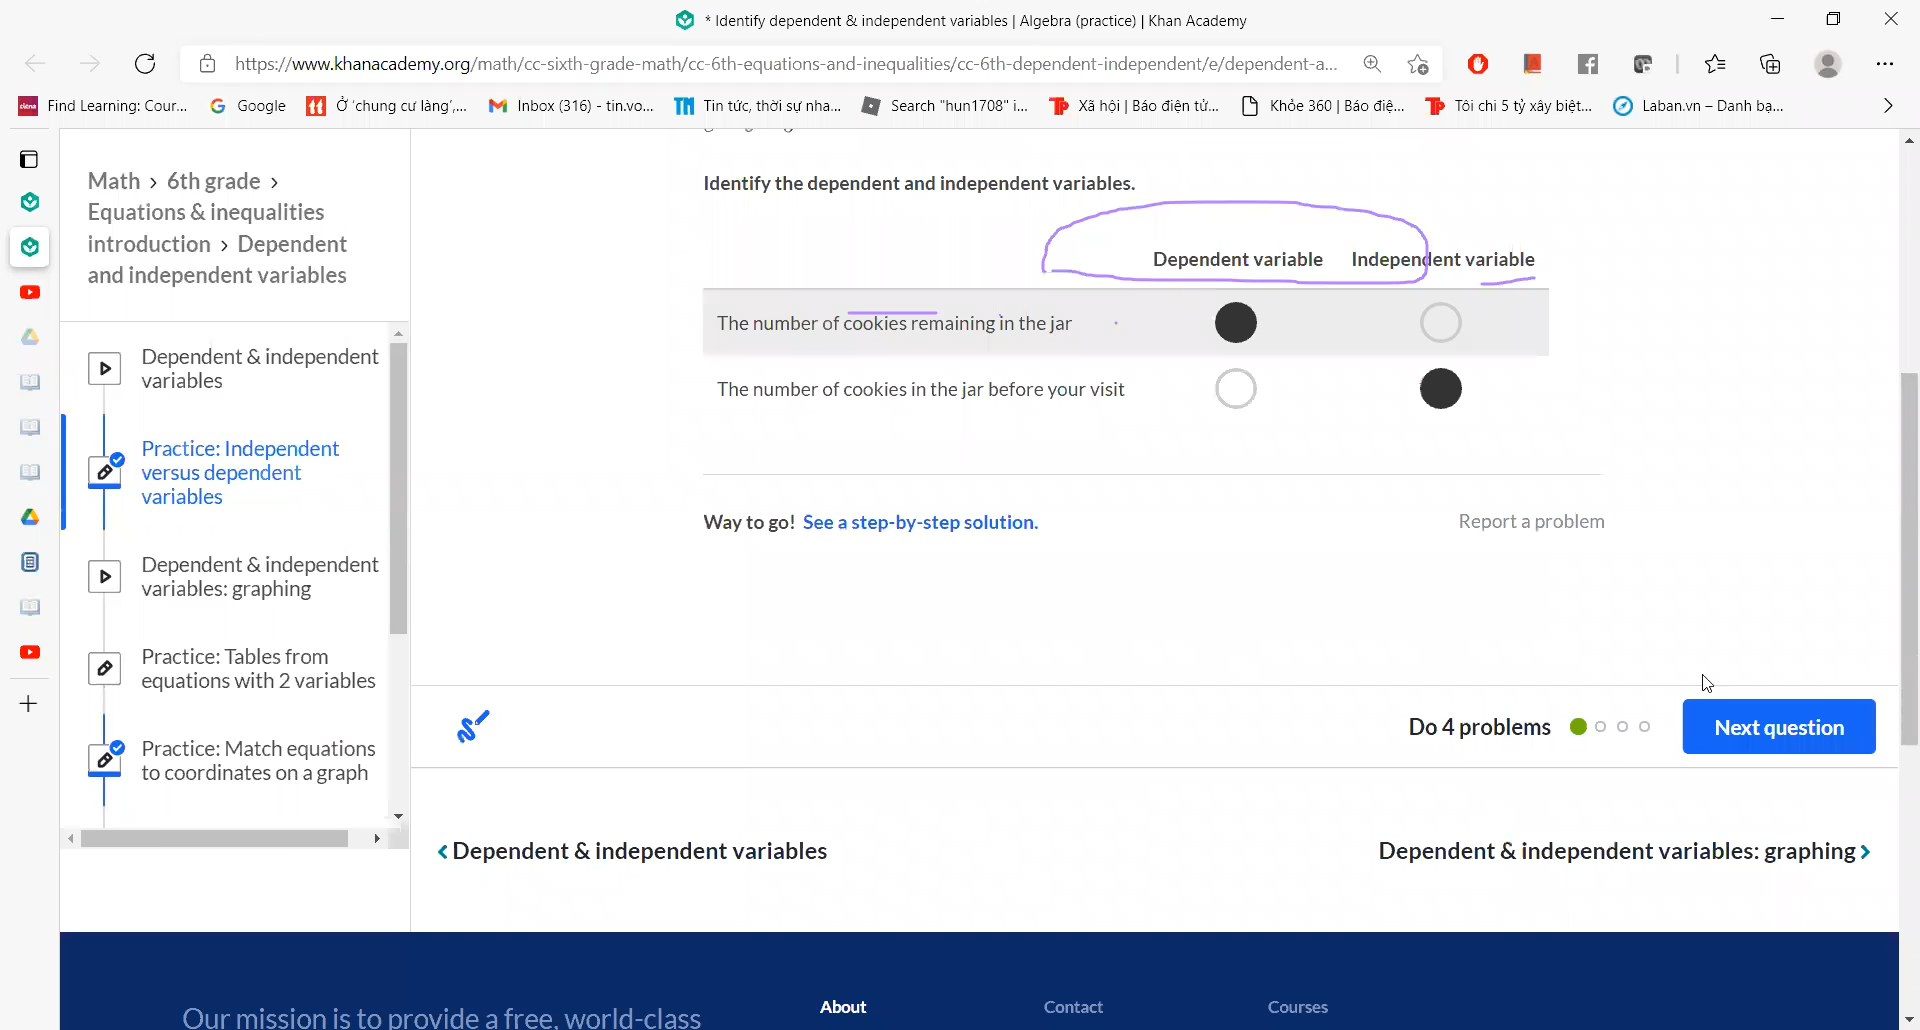 * Identify dependent & independent variables | Algebra (practice) | Khan Academy
https://www.khanacademy.org/math/cc-sixth-grade-math/cc-6th-equations-and-inequalities/cc-6th-dependent-independent/e/dependent-a...
Find Learning: Cour...
Google
Ở 'chung cư làng',...
Inbox (316) - tin.vo...
Tin tức, thời sự nha...
Search "hun1708" i...
Xã hội | Báo điện tử...
Khỏe 360 | Báo điệ...
Tôi chi 5 tỷ xây biệt...
Laban.vn – Danh bạ...
Math › 6th grade ›
Equations & inequalities
introduction › Dependent
and independent variables
Dependent & independent
variables
Practice: Independent
versus dependent
variables
Dependent & independent
variables: graphing
Practice: Tables from
equations with 2 variables
Practice: Match equations
to coordinates on a graph
Identify the dependent and independent variables.
Dependent variable Independent variable
The number of cookies remaining in the jar
The number of cookies in the jar before your visit
Way to go! See a step-by-step solution.
Report a problem
Do 4 problems
Next question
Dependent & independent variables
Dependent & independent variables: graphing
Our mission is to provide a free, world-class
About
Contact
Courses